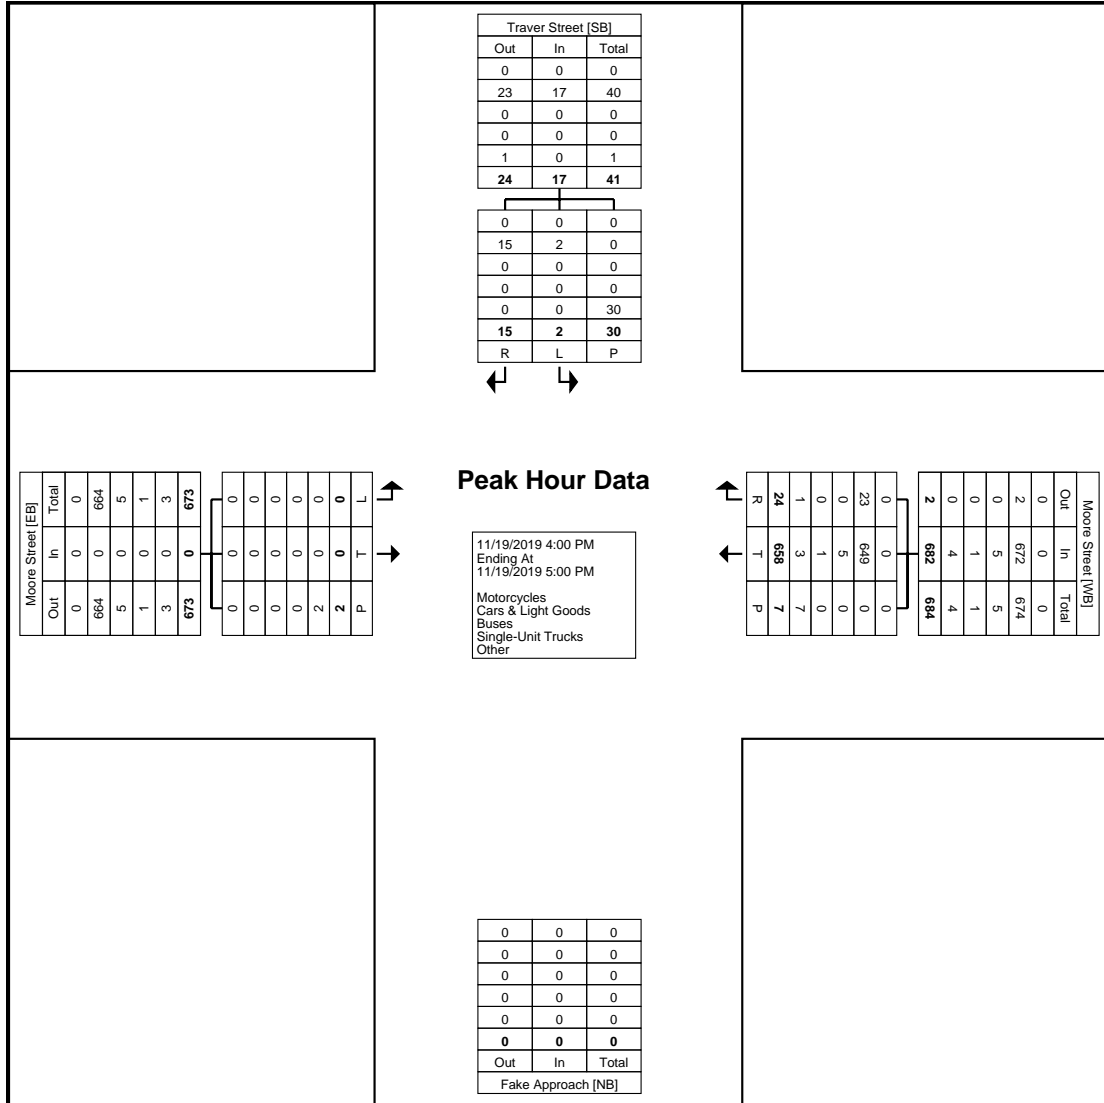 Traver Street [SB]
Out In Total
0 0 0
23 17 40
0 0 0
0 0 0
1 0 1
24 17 41
0 0 0
15 2 0
0 0 0
0 0 0
0 0 30
15 2 30
R L P
Moore Street [EB]
Total In Out
0 0 0
664 0 664
5 0 5
1 0 1
3 0 3
673 0 673
0 0 0
0 0 0
0 0 0
0 0 0
0 0 2
0 0 2
L T P
Peak Hour Data
11/19/2019 4:00 PM
Ending At
11/19/2019 5:00 PM
Motorcycles
Cars & Light Goods
Buses
Single-Unit Trucks
Other
Moore Street [WB]
Out In Total
0 0 0
2 672 674
0 5 5
0 1 1
0 4 4
2 682 684
0 0 0
23 649 0
0 5 0
0 1 0
1 3 7
24 658 7
R T P
0 0 0
0 0 0
0 0 0
0 0 0
0 0 0
0 0 0
Out In Total
Fake Approach [NB]